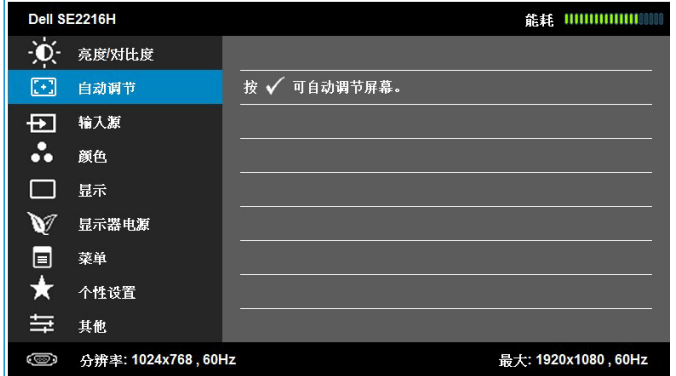 Dell SE2216H 能耗
亮度/对比度
自动调节 按 ✓ 可自动调节屏幕。
输入源
颜色
显示
显示器电源
菜单
个性设置
其他
分辨率: 1024x768 , 60Hz 最大: 1920x1080 , 60Hz